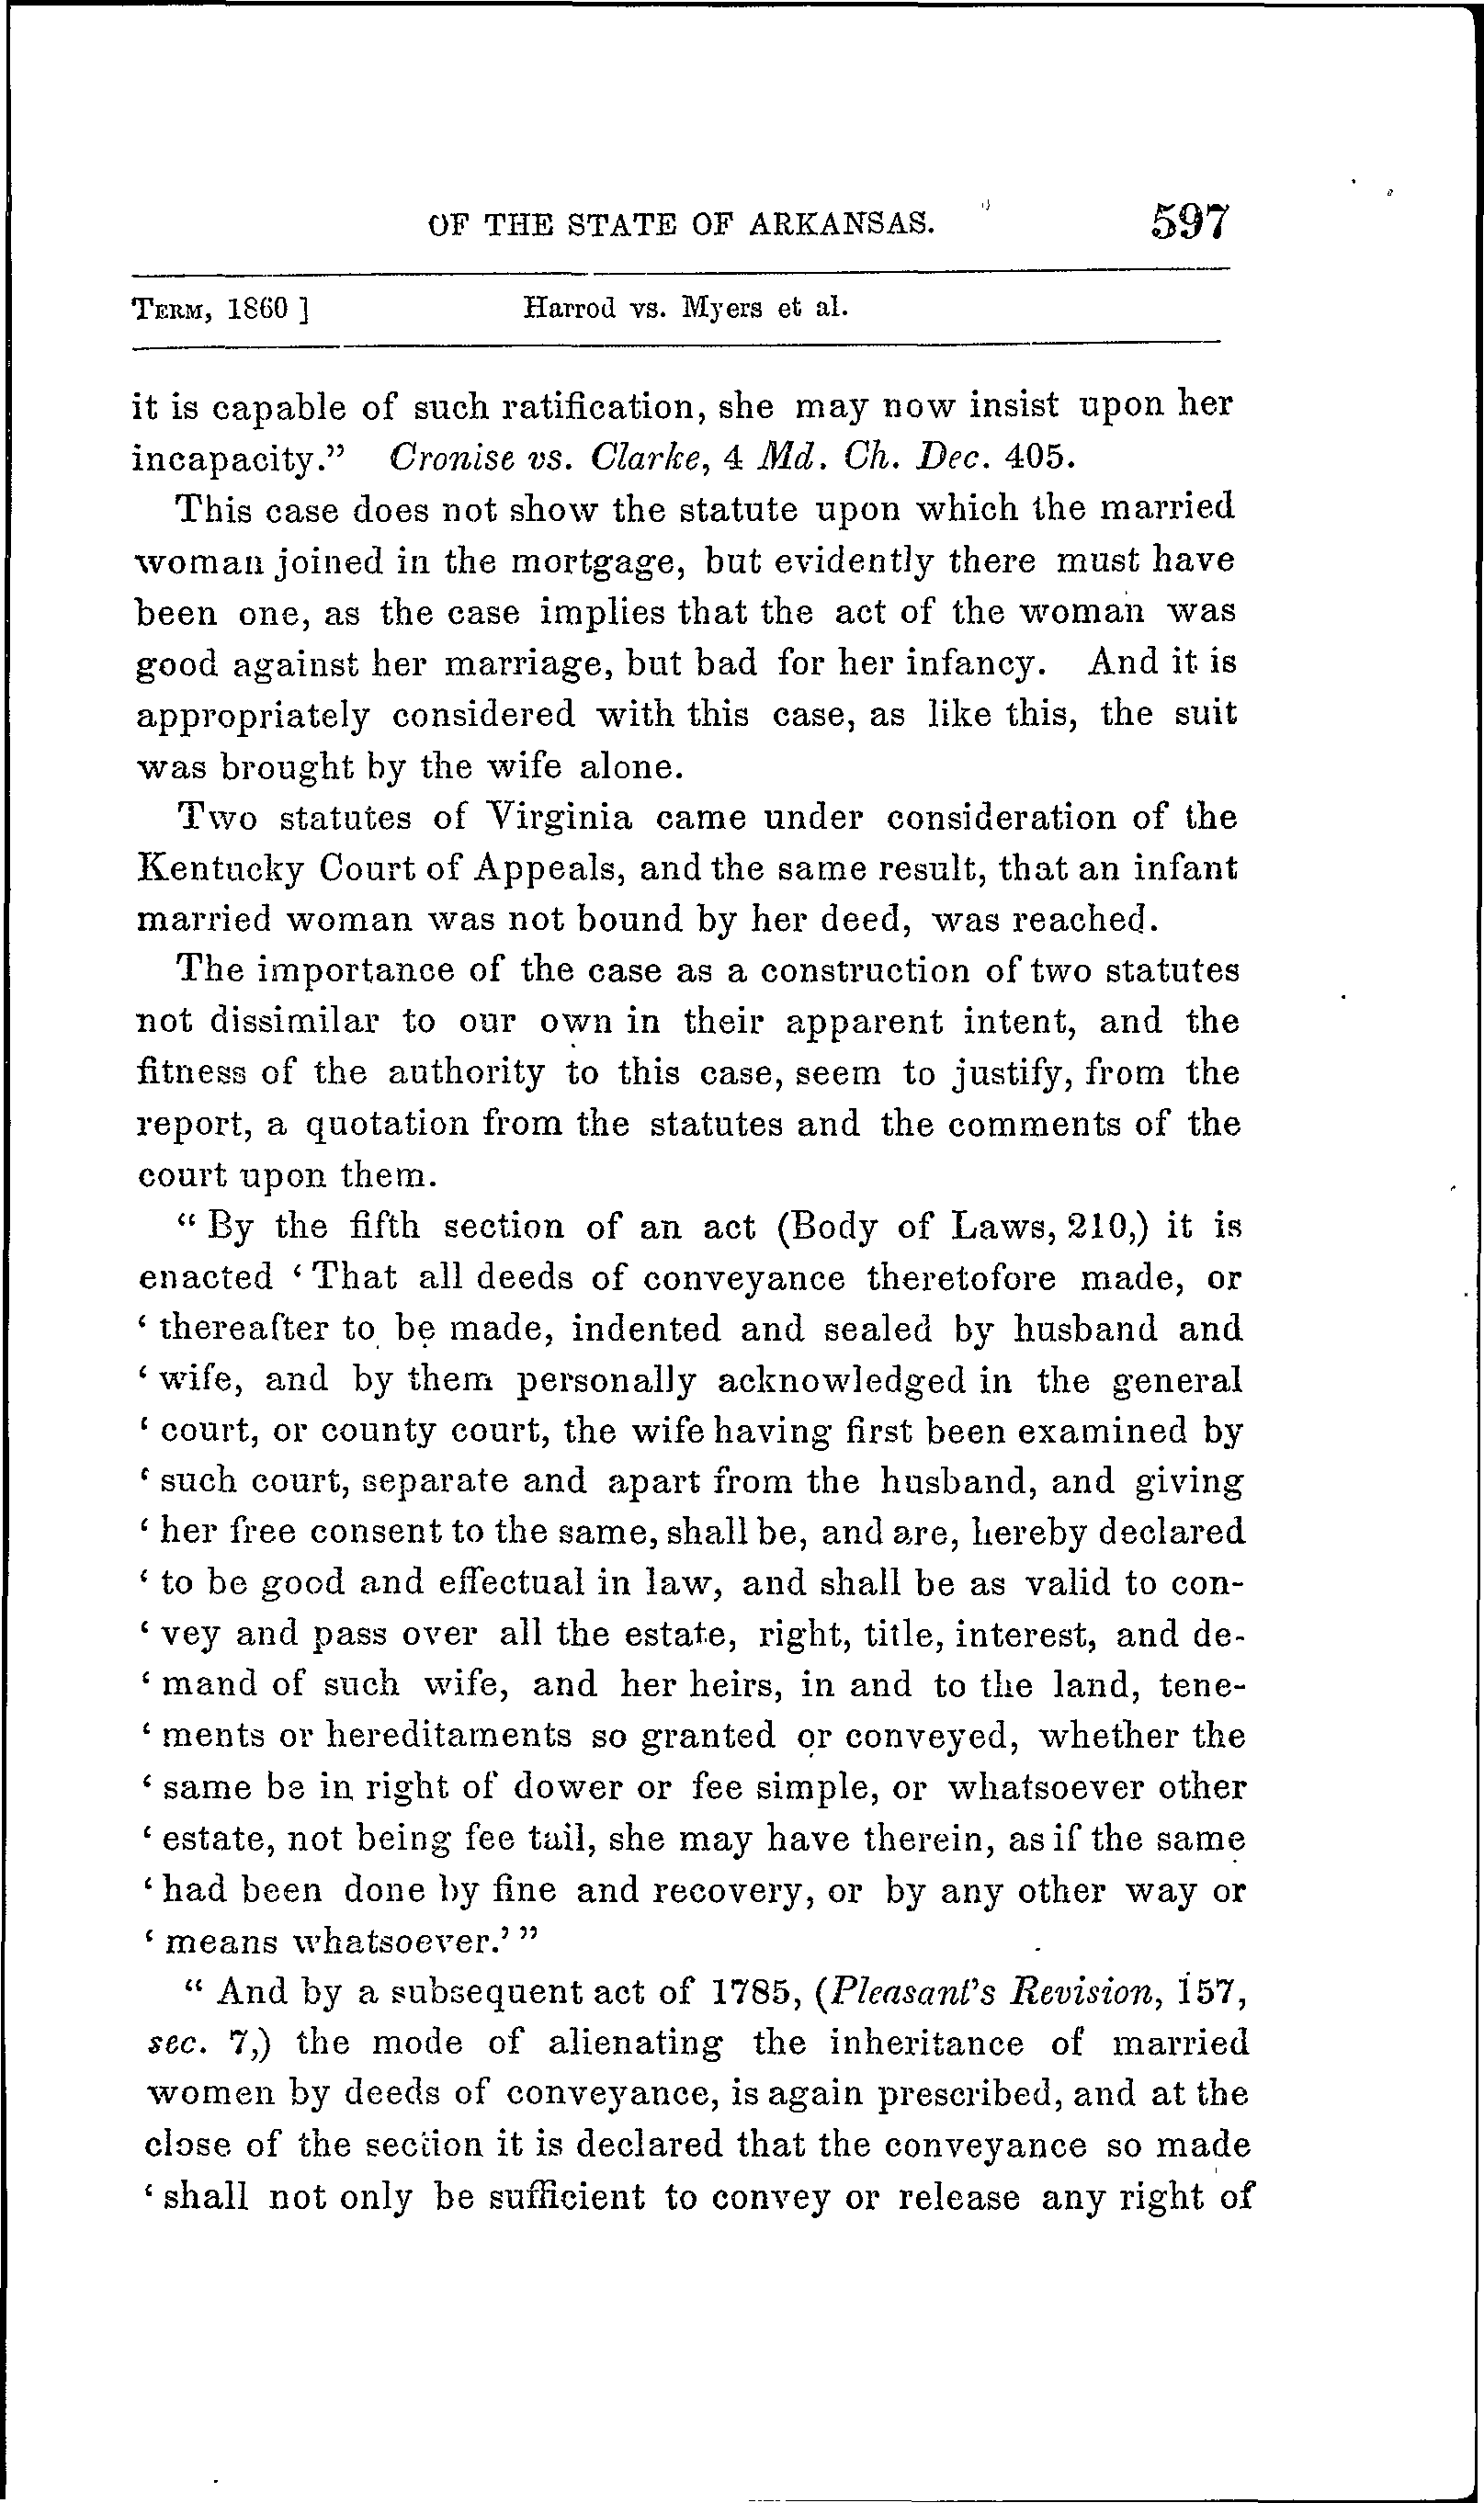 OF THE STATE OF ARKANSAS. 597
TERM, 1860 ] Harrod vs. Myers et al.
it is capable of such ratification, she may now insist upon her
incapacity.” Cronise vs. Clarke, 4 Md. Ch. Dec. 405.
This case does not show the statute upon which the married
woman joined in the mortgage, but evidently there must have
been one, as the case implies that the act of the woman was
good against her marriage, but bad for her infancy. And it is
appropriately considered with this case, as like this, the suit
was brought by the wife alone.
Two statutes of Virginia came under consideration of the
Kentucky Court of Appeals, and the same result, that an infant
married woman was not bound by her deed, was reached.
The importance of the case as a construction of two statutes
not dissimilar to our own in their apparent intent, and the
fitness of the authority to this case, seem to justify, from the
report, a quotation from the statutes and the comments of the
court upon them.
“ By the fifth section of an act (Body of Laws, 210,) it is
enacted ‘ That all deeds of conveyance theretofore made, or
‘ thereafter to be made, indented and sealed by husband and
‘ wife, and by them personally acknowledged in the general
‘ court, or county court, the wife having first been examined by
‘ such court, separate and apart from the husband, and giving
‘ her free consent to the same, shall be, and are, hereby declared
‘ to be good and effectual in law, and shall be as valid to con-
‘ vey and pass over all the estate, right, title, interest, and de-
‘ mand of such wife, and her heirs, in and to the land, tene-
‘ ments or hereditaments so granted or conveyed, whether the
‘ same be in right of dower or fee simple, or whatsoever other
‘ estate, not being fee tail, she may have therein, as if the same
‘ had been done by fine and recovery, or by any other way or
‘ means whatsoever.’ ”
“ And by a subsequent act of 1785, (Pleasant's Revision, 157,
sec. 7,) the mode of alienating the inheritance of married
women by deeds of conveyance, is again prescribed, and at the
close of the section it is declared that the conveyance so made
‘ shall not only be sufficient to convey or release any right of